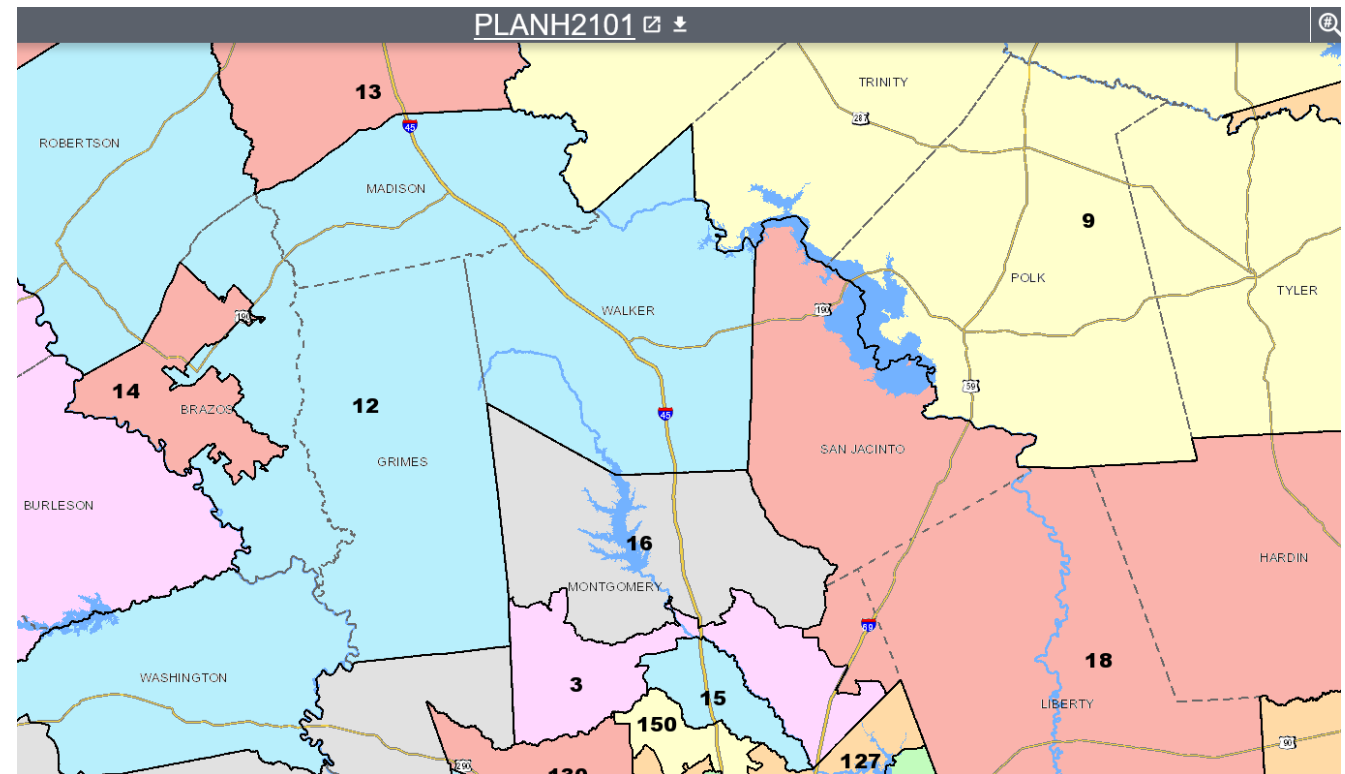 PLANH2101
#
13
TRINITY
45
287
ROBERTSON
MADISON
9
POLK
TYLER
190
WALKER
190
59
14
BRAZOS
12
45
GRIMES
SAN JACINTO
BURLESON
16
HARDIN
MONTGOMERY
69
18
WASHINGTON
3
15
LIBERTY
150
90
290
127